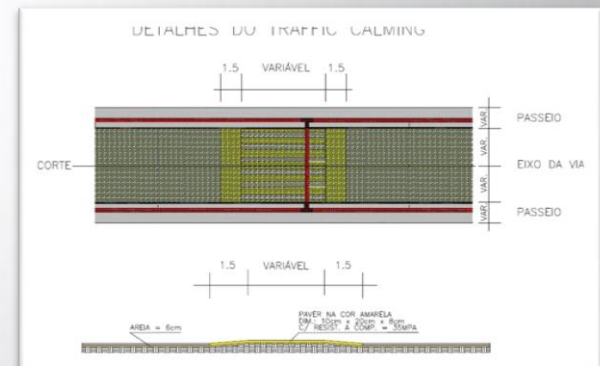 DETALHES DO TRAFFIC CALMING
1.5 VARIÁVEL 1.5
VAR. PASSEIO
VAR.
CORTE EIXO DA VIA
VAR.
VAR. PASSEIO
1.5 VARIÁVEL 1.5
PAVER NA COR AMARELA
DIM.: 10cm x 20cm x 8cm
AREIA = 6cm C/ RESIST. A COMP. = 35MPA